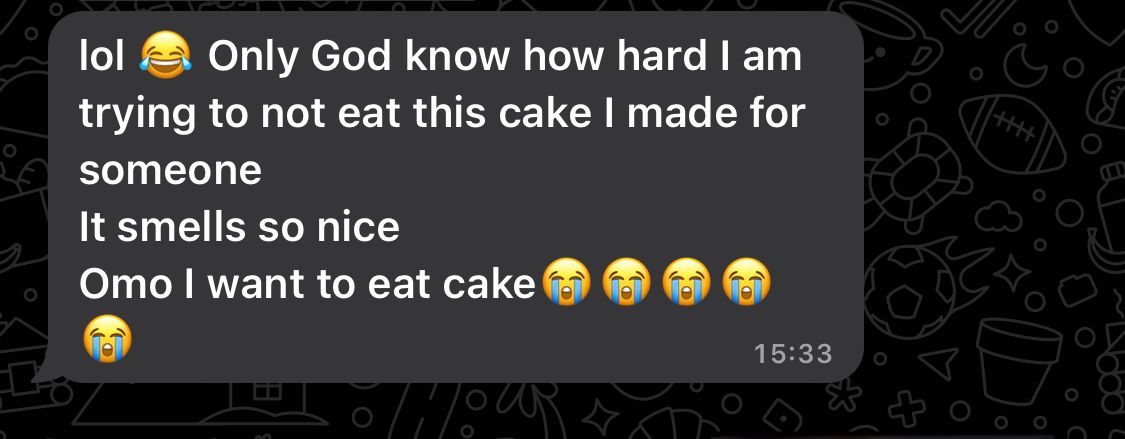 lol 😂 Only God know how hard I am
trying to not eat this cake I made for
someone
It smells so nice
Omo I want to eat cake😭😭😭😭
😭
15:33